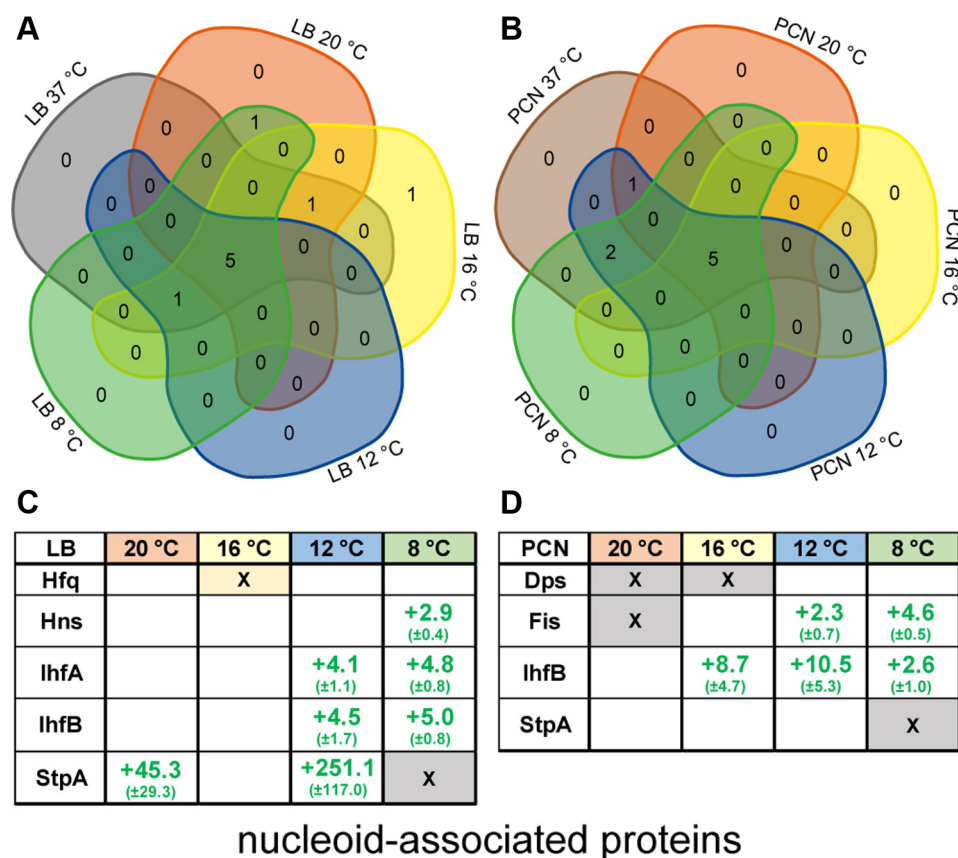 A
B
LB 37 °C
LB 20 °C
LB 16 °C
LB 12 °C
LB 8 °C
0
0
1
0
0
0
0
0
0
1
0
0
0
1
0
0
0
0
5
0
0
1
0
0
0
0
0
0
0
0
0
PCN 37 °C
PCN 20 °C
PCN 16 °C
PCN 12 °C
PCN 8 °C
0
0
0
0
0
0
0
0
0
0
1
0
0
0
0
0
2
0
5
0
0
0
0
0
0
0
0
0
0
0
0
C
LB 20 °C 16 °C 12 °C 8 °C
Hfq X
Hns +2.9
(±0.4)
IhfA +4.1 +4.8
(±1.1) (±0.8)
IhfB +4.5 +5.0
(±1.7) (±0.8)
StpA +45.3 +251.1 X
(±29.3) (±117.0)
D
PCN 20 °C 16 °C 12 °C 8 °C
Dps X X
Fis X +2.3 +4.6
(±0.7) (±0.5)
IhfB +8.7 +10.5 +2.6
(±4.7) (±5.3) (±1.0)
StpA X
nucleoid-associated proteins